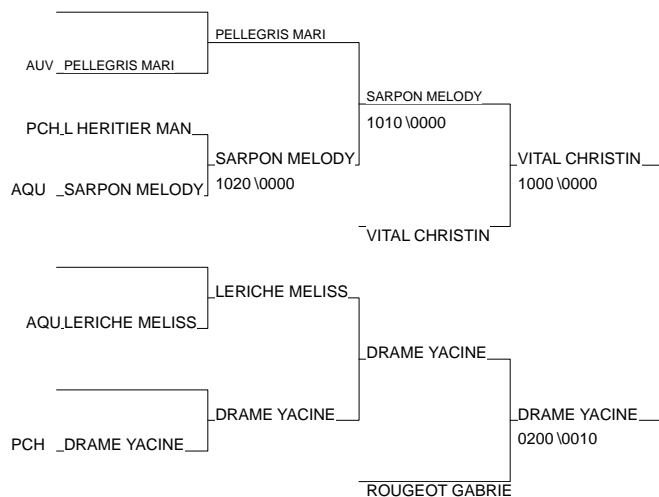 PELLEGRIS MARI
AUV PELLEGRIS MARI
SARPON MELODY
1010 \0000
PCH L HERITIER MAN
SARPON MELODY
1020 \0000
VITAL CHRISTIN
1000 \0000
AQU SARPON MELODY
VITAL CHRISTIN
LERICHE MELISS
AQU LERICHE MELISS
DRAME YACINE
DRAME YACINE
DRAME YACINE
0200 \0010
PCH DRAME YACINE
ROUGEOT GABRIE